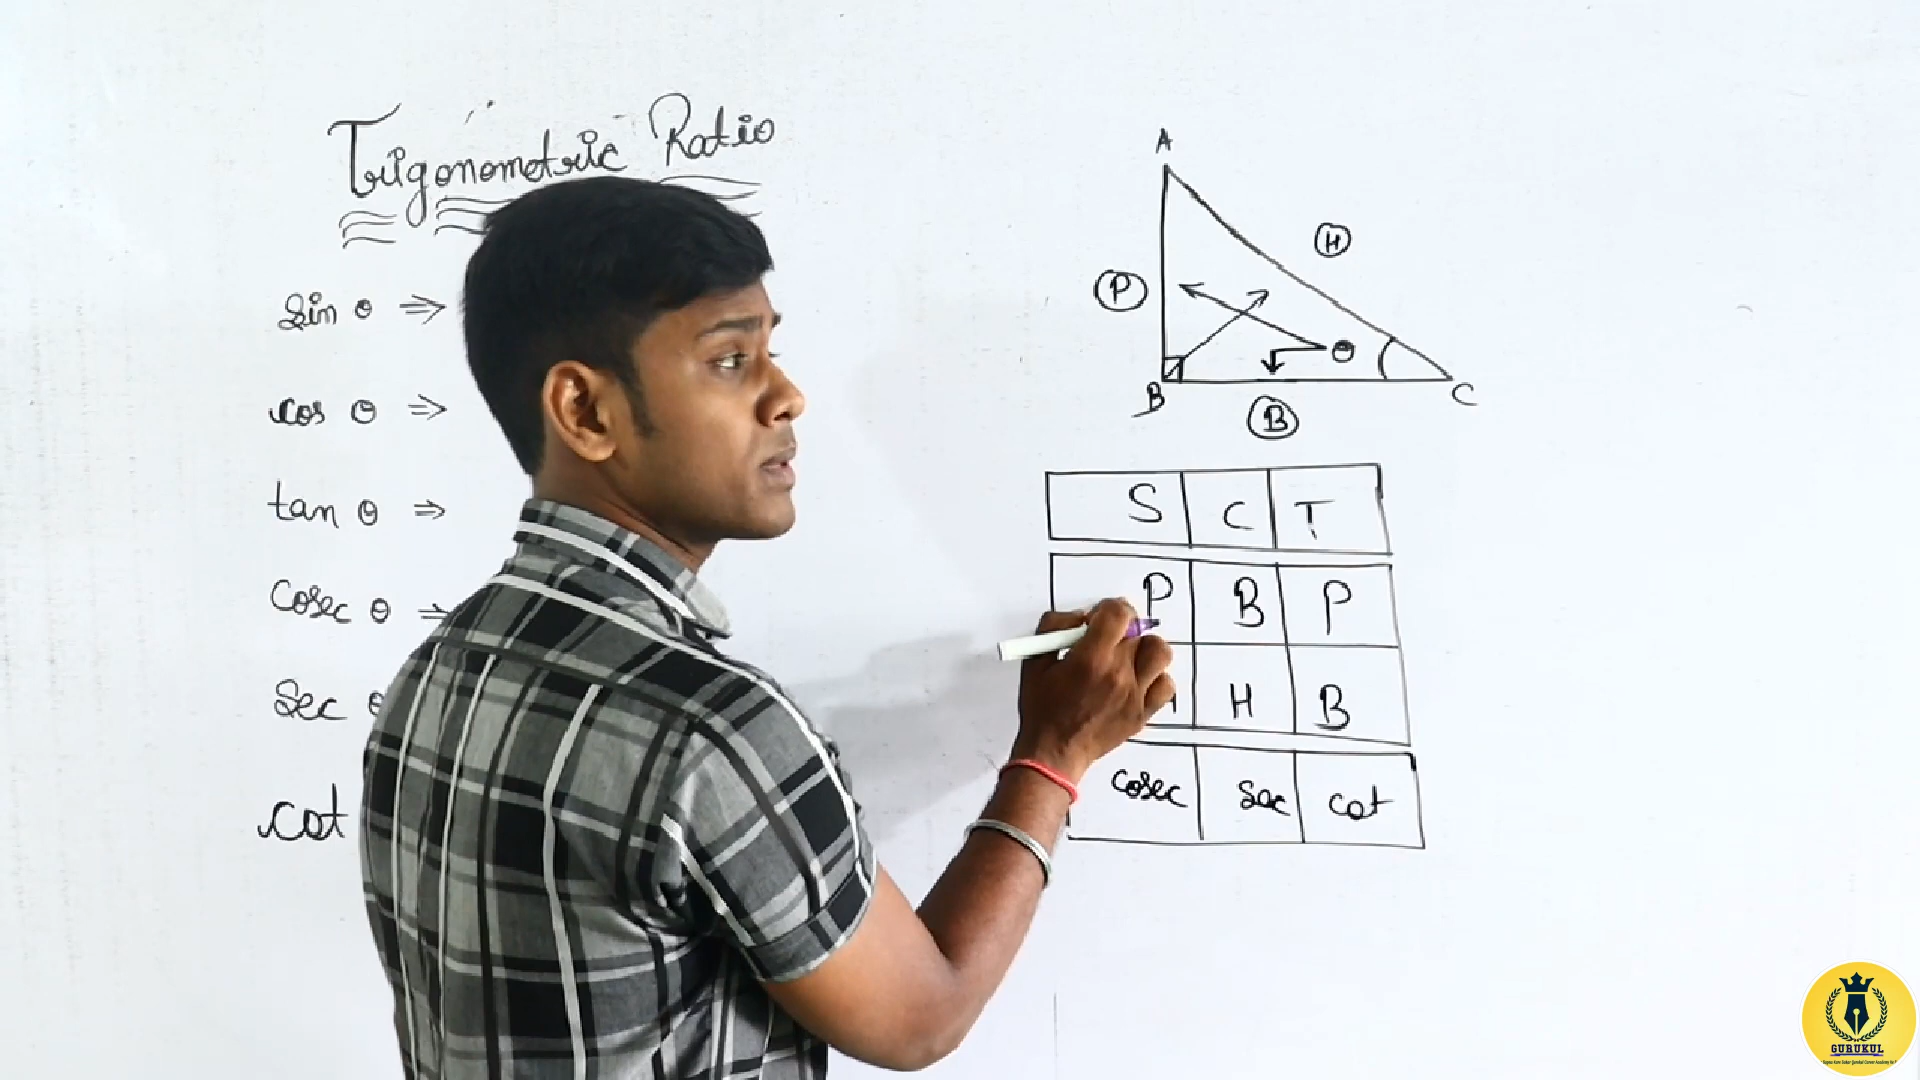 Trigonometric Ratio
sin θ ⇒
cos θ ⇒
tan θ ⇒
cosec θ ⇒
sec θ
cot
A
H
P
θ
B
C
B
S C T
P B P
H B
cosec sec cot
GURUKUL